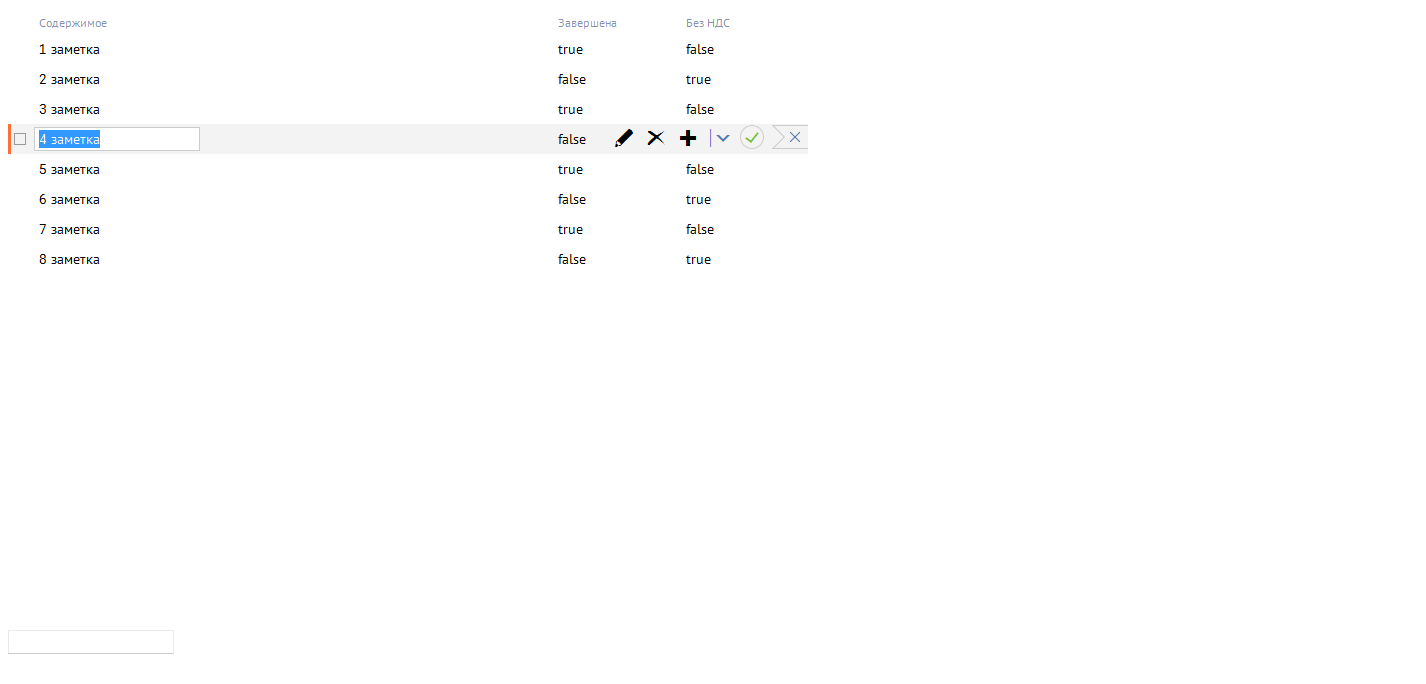 Содержимое Завершена Без НДС
1 заметка true false
2 заметка false true
3 заметка true false
4 заметка false
5 заметка true false
6 заметка false true
7 заметка true false
8 заметка false true